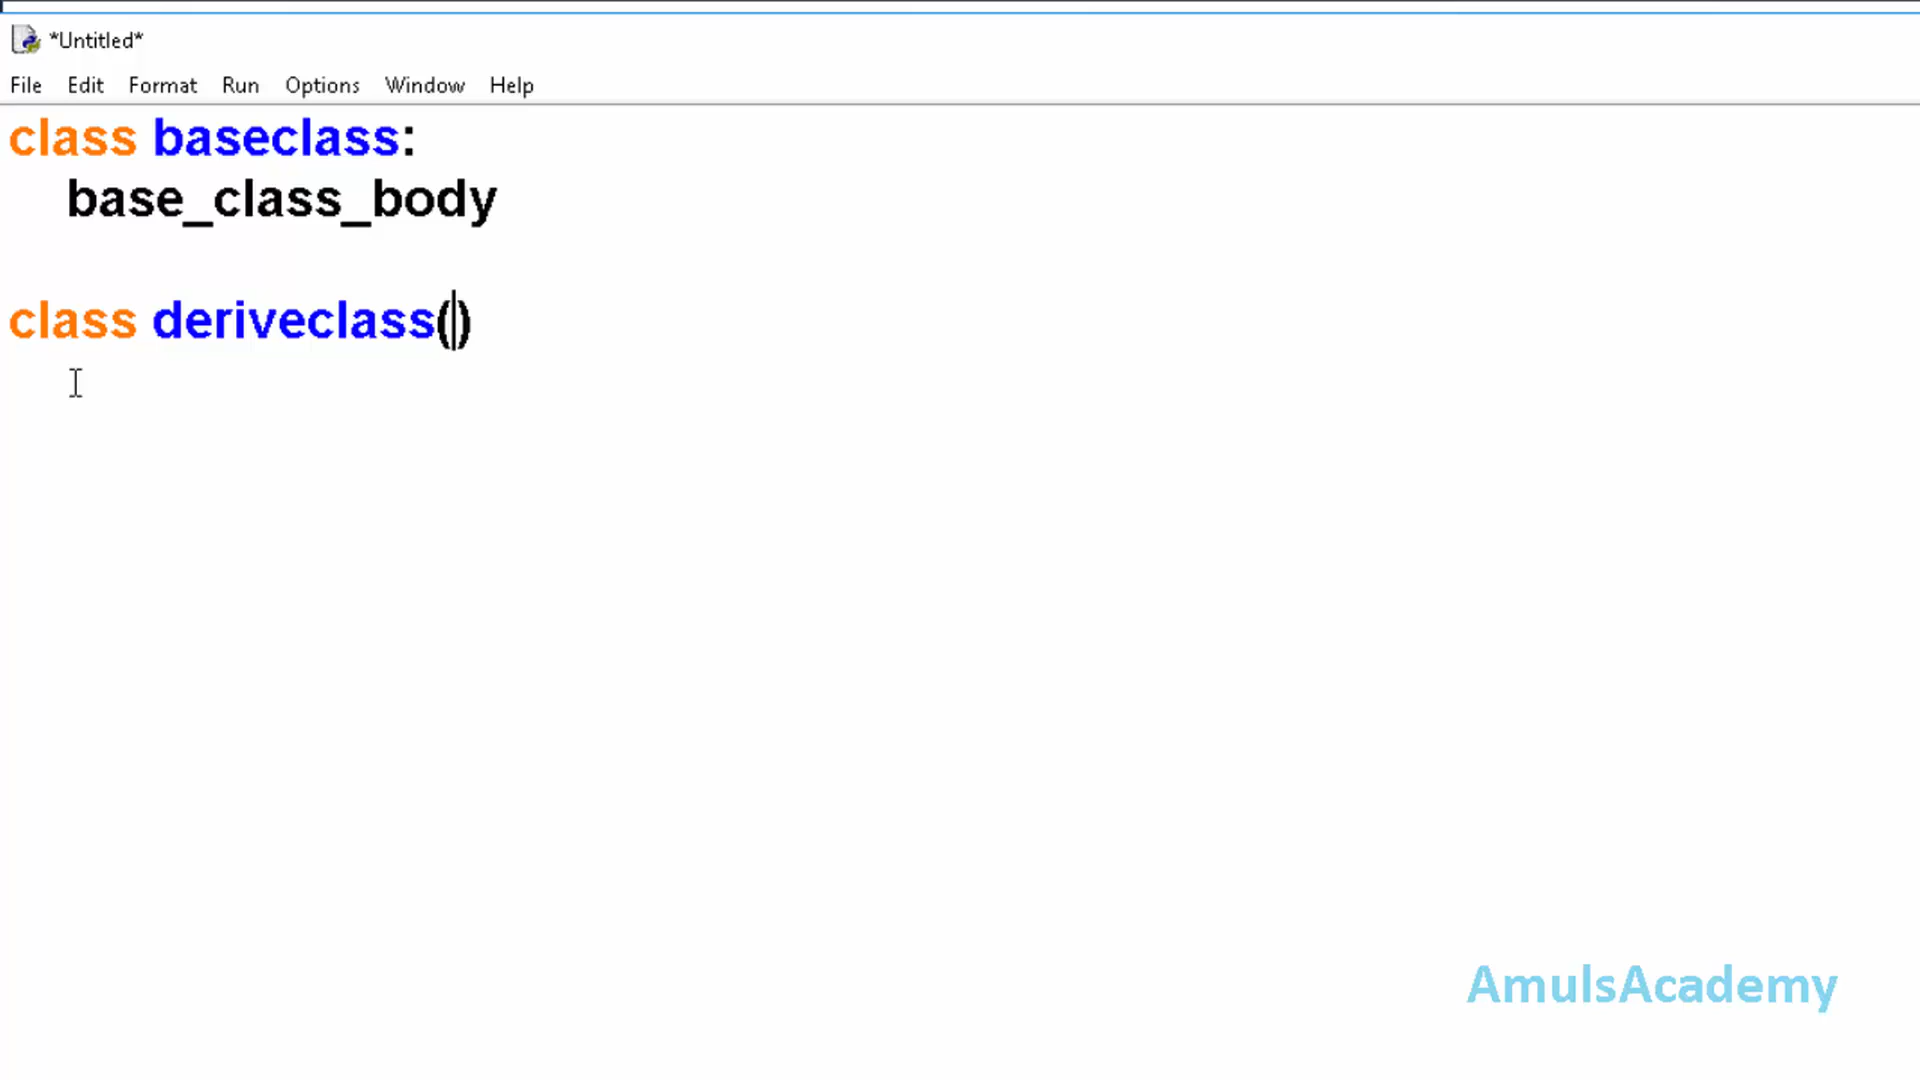 *Untitled*
File Edit Format Run Options Window Help
class baseclass:
    base_class_body
class deriveclass()
AmulsAcademy